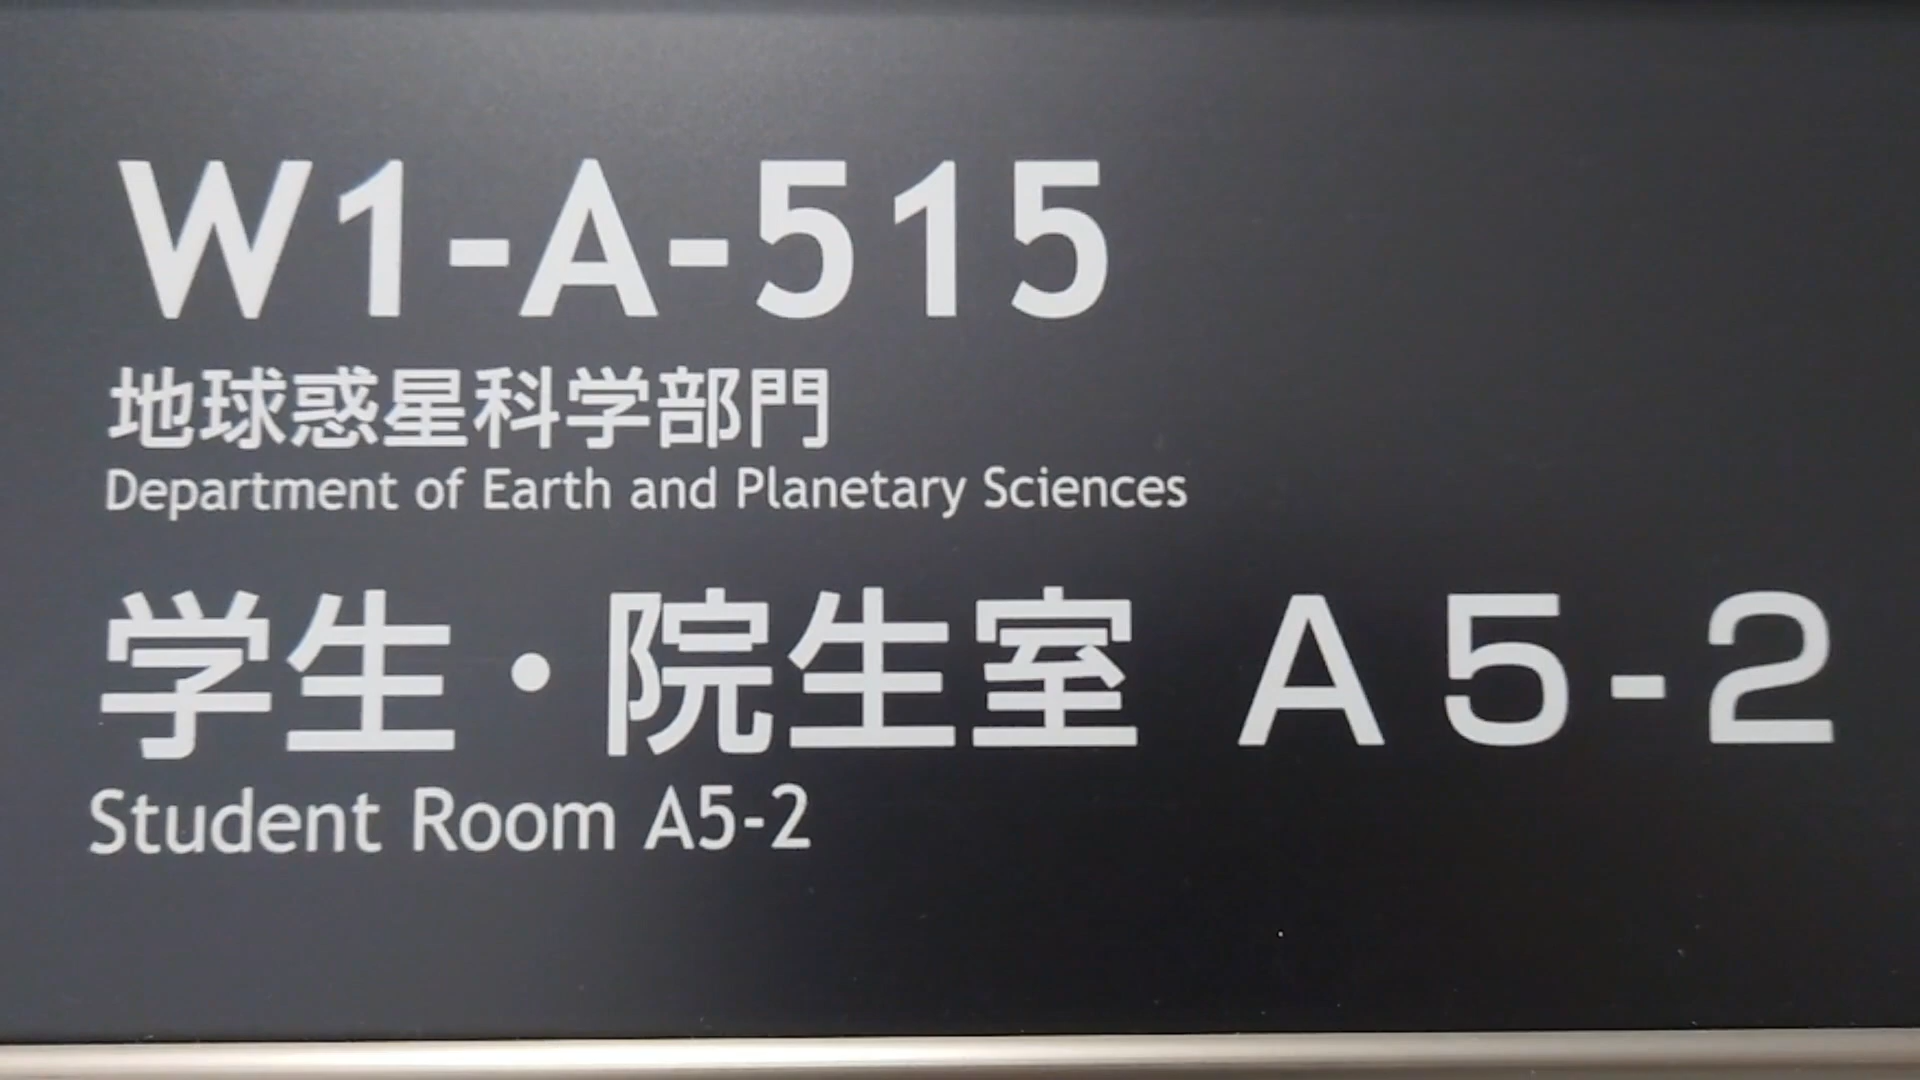 W1-A-515
地球惑星科学部門
Department of Earth and Planetary Sciences
学生・院生室 A5-2
Student Room A5-2